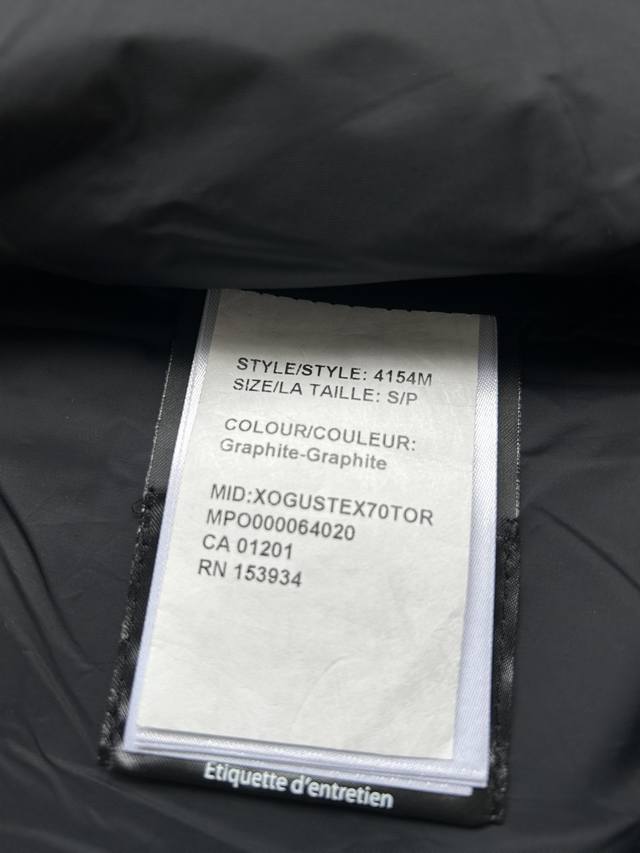 STYLE/STYLE: 4154M
SIZE/LA TAILLE: S/P
COLOUR/COULEUR:
Graphite-Graphite
MID:XOGUSTEX70TOR
MPO000064020
CA 01201
RN 153934
Etiquette d'entretien